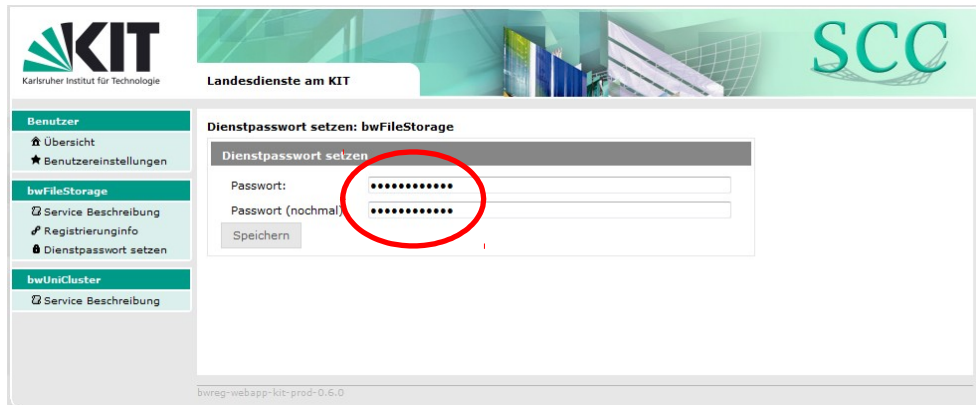 KIT
Karlsruher Institut für Technologie
Landesdienste am KIT
SCC
Benutzer
Übersicht
Benutzereinstellungen
bwFileStorage
Service Beschreibung
Registrierunginfo
Dienstpasswort setzen
bwUniCluster
Service Beschreibung
Dienstpasswort setzen: bwFileStorage
Dienstpasswort setzen
Passwort: ••••••••••••
Passwort (nochmal) ••••••••••••
Speichern
bwreg-webapp-kit-prod-0.6.0